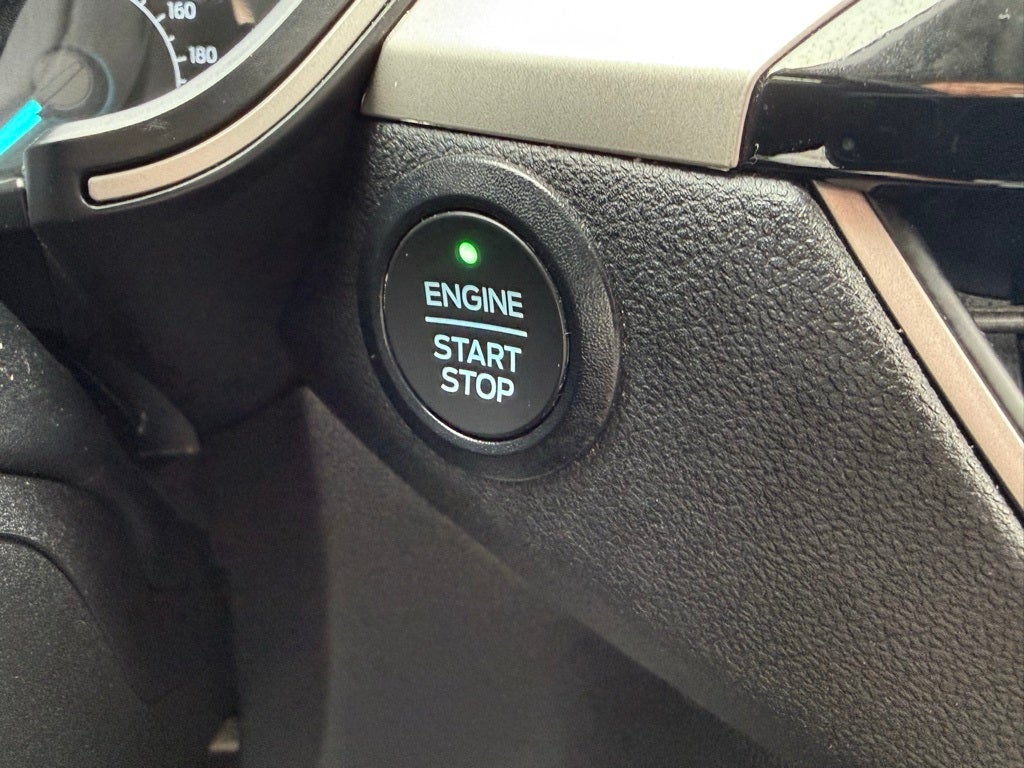 160
180
ENGINE
START
STOP